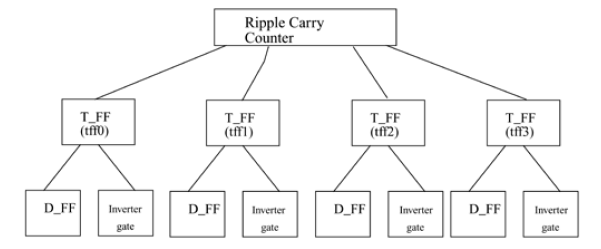 Ripple Carry
Counter
T_FF
(tff0)
T_FF
(tff1)
T_FF
(tff2)
T_FF
(tff3)
D_FF
Inverter
gate
D_FF
Inverter
gate
D_FF
Inverter
gate
D_FF
Inverter
gate